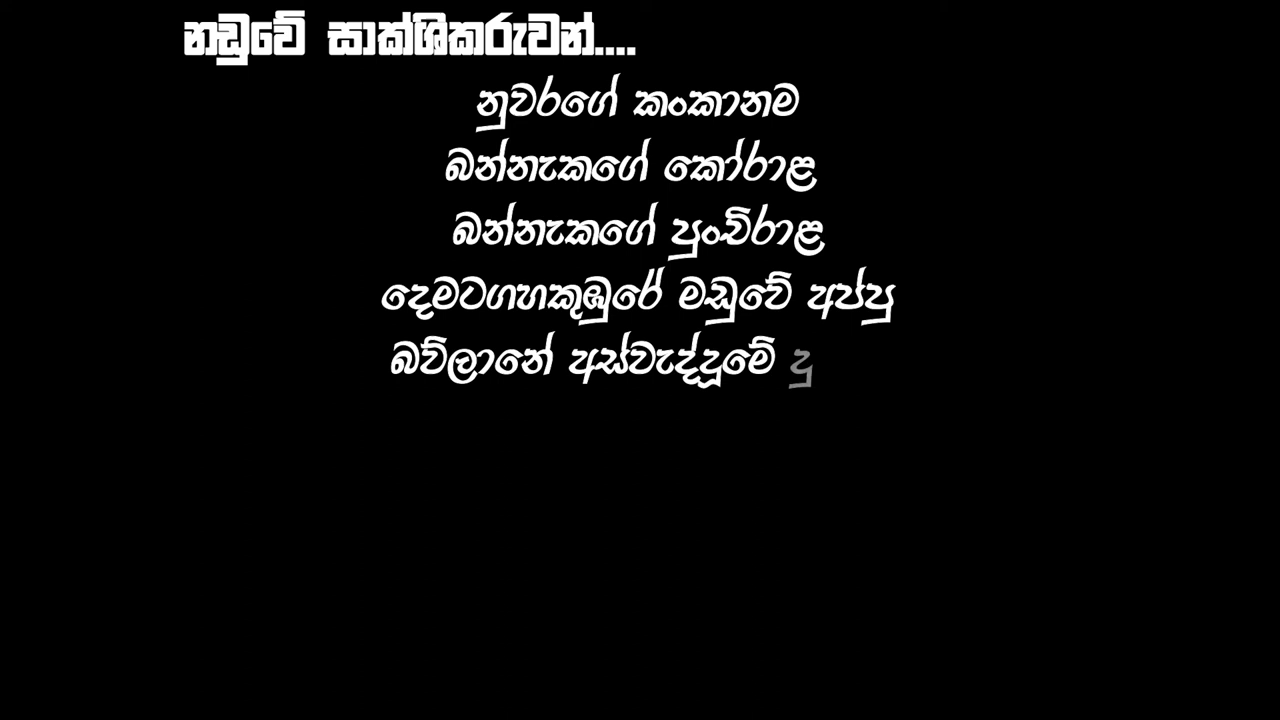 නඩුවේ සාක්ශිකරුවන්....
නුවරගේ කංකානම
බන්නැකගේ කෝරාළ
බන්නැකගේ පුංචිරාළ
දෙමටගහකුඹුරේ මඩුවේ අප්පු
බව්ලානේ අස්වැද්දූමේ දු